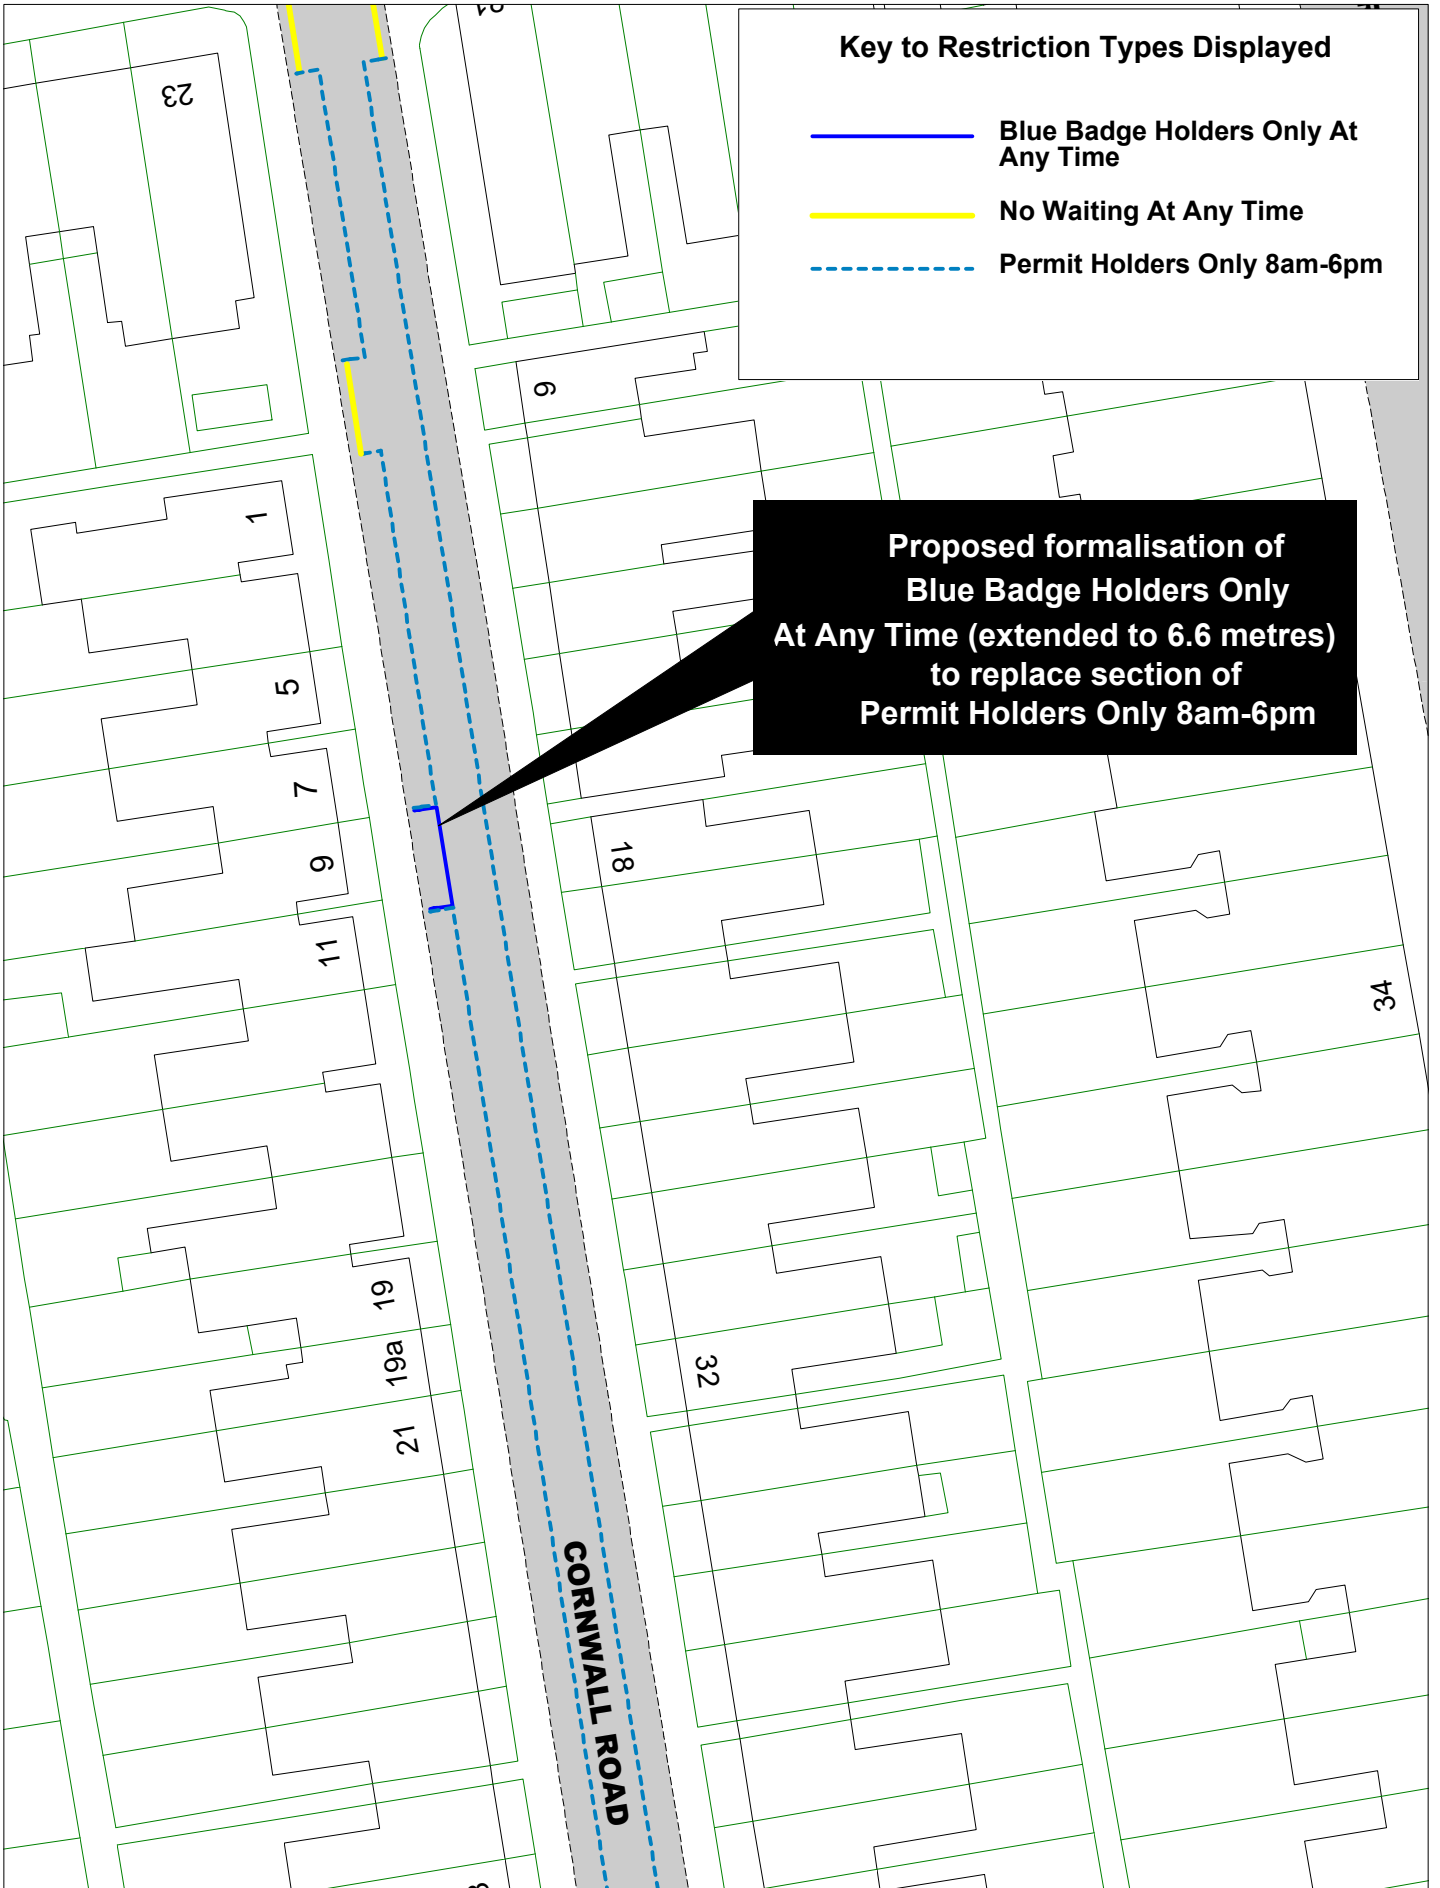 Key to Restriction Types Displayed
Blue Badge Holders Only At
Any Time
No Waiting At Any Time
Permit Holders Only 8am-6pm
23
6
1
Proposed formalisation of
Blue Badge Holders Only
At Any Time (extended to 6.6 metres)
to replace section of
Permit Holders Only 8am-6pm
5
7
9
18
11
34
19
19a
32
21
CORNWALL ROAD